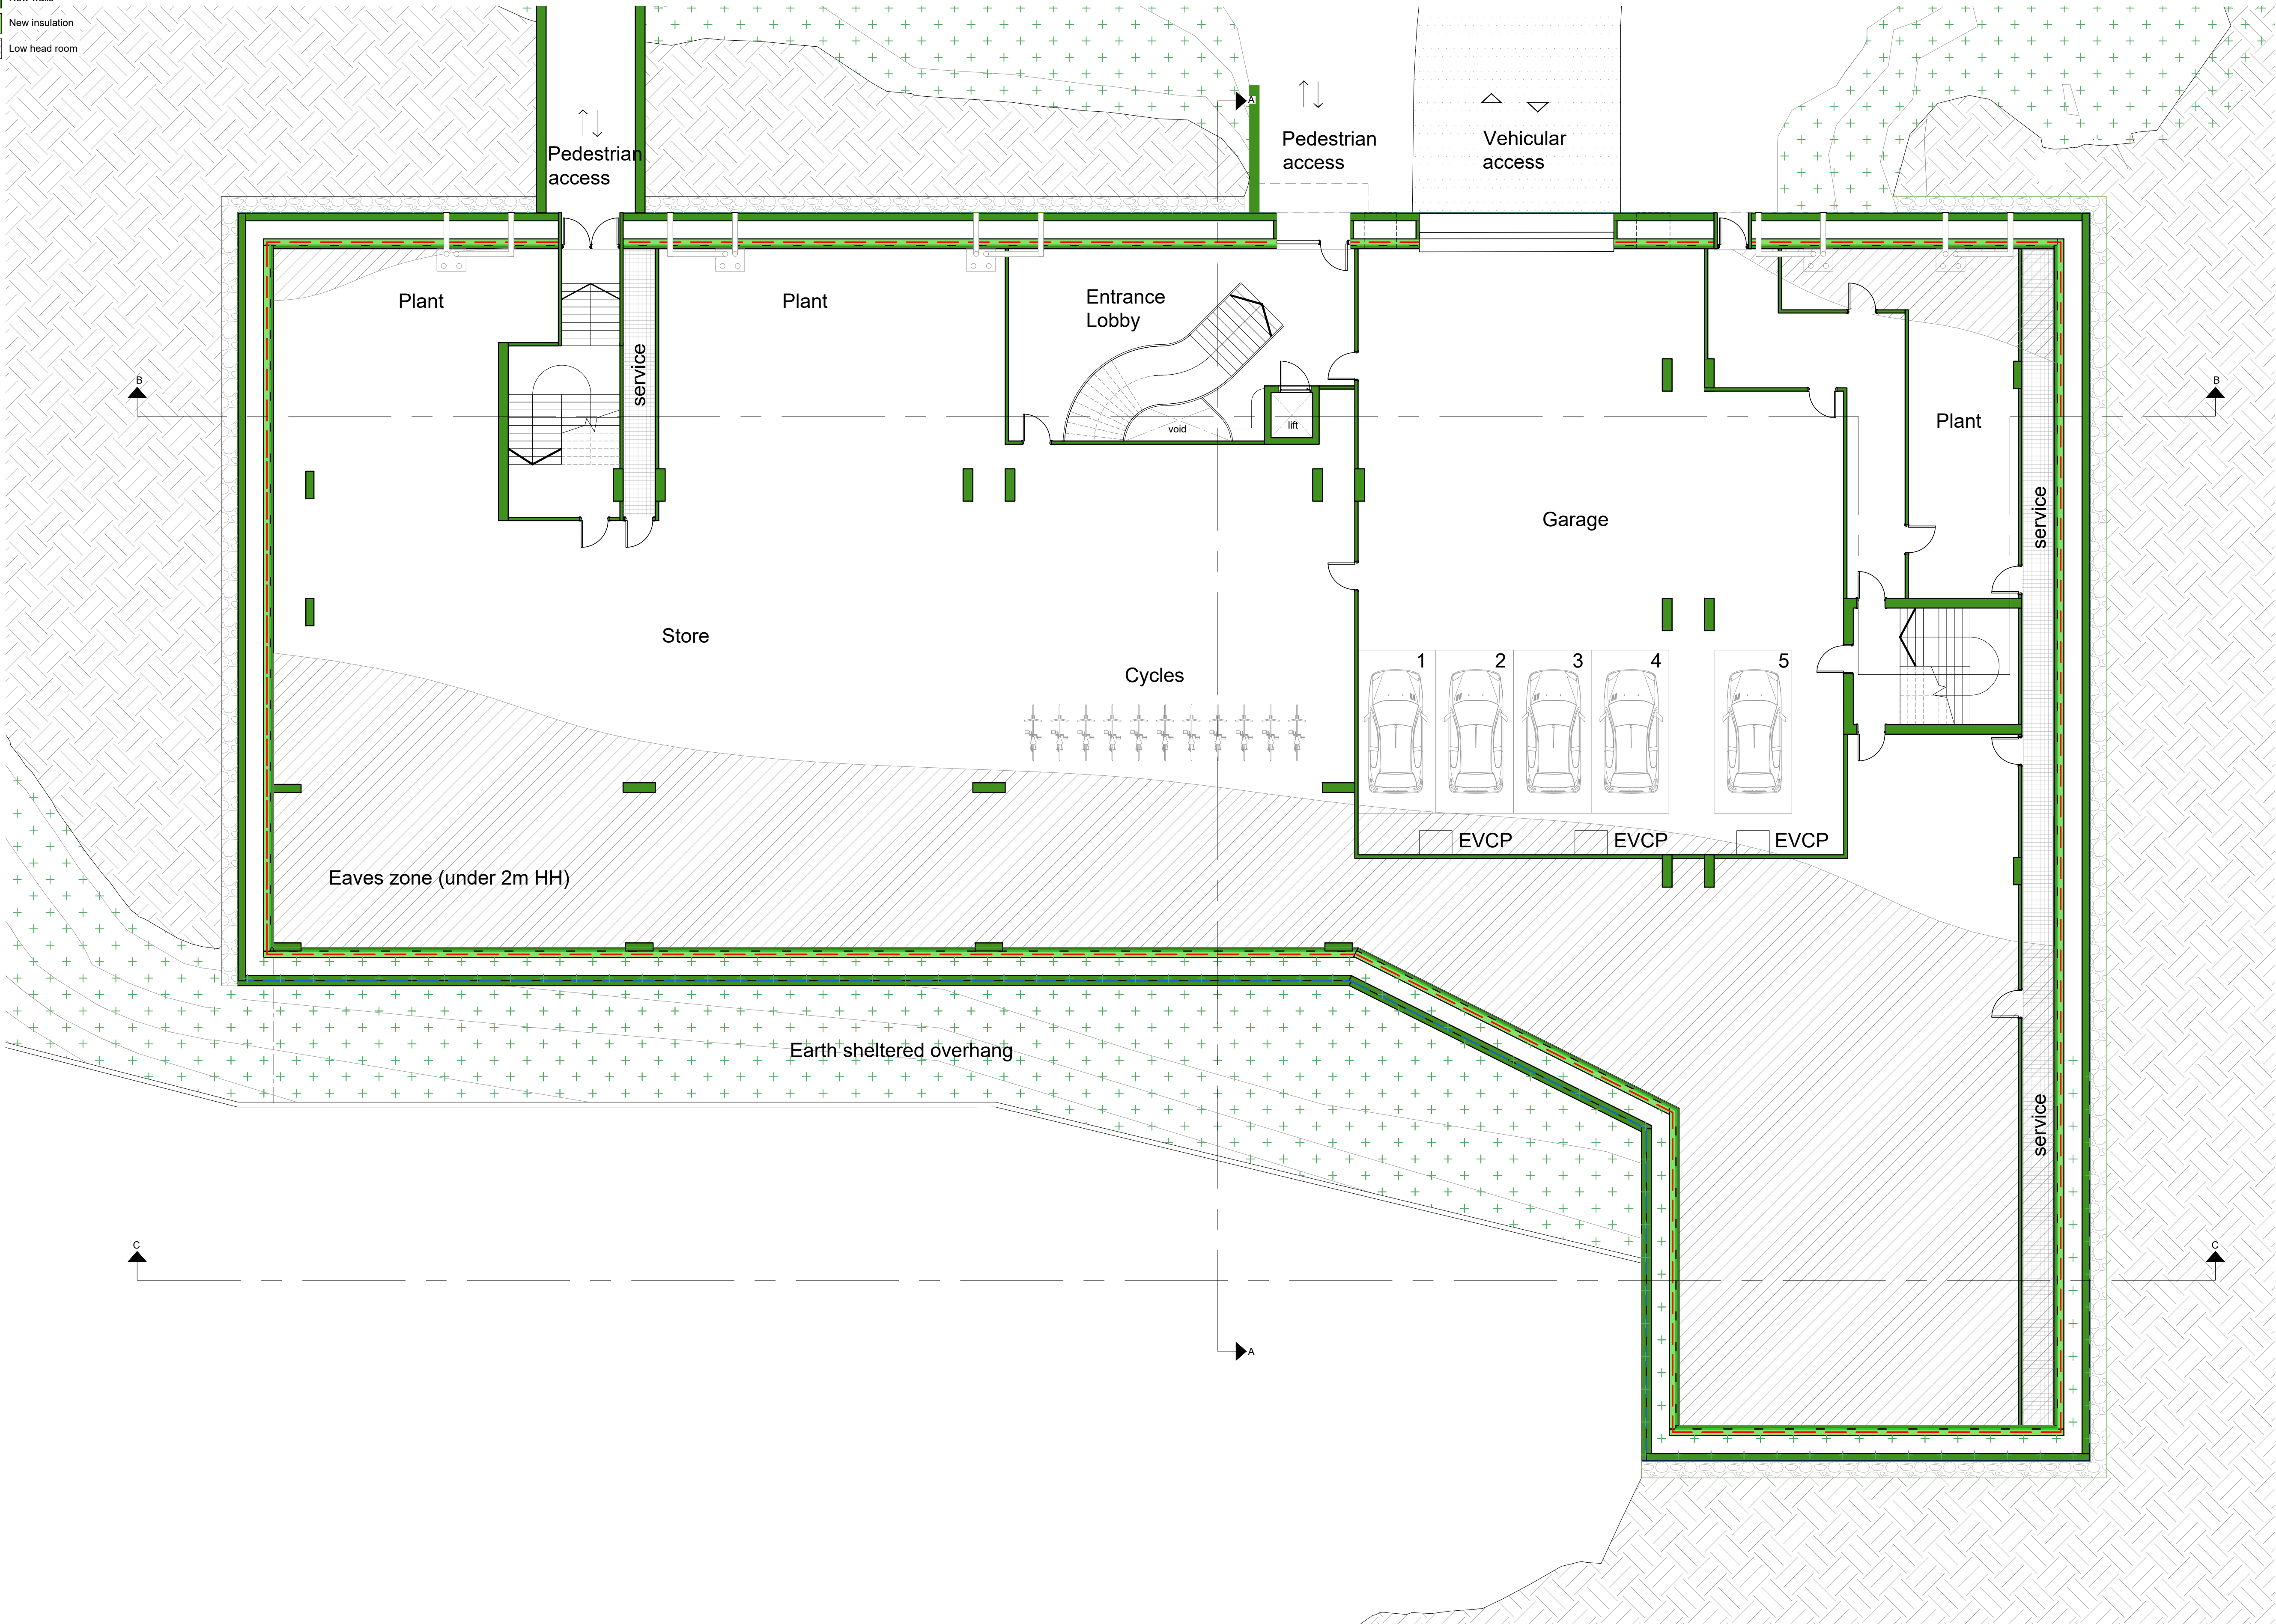 New walls
New insulation
Low head room
A
Pedestrian
access
Pedestrian
access
Vehicular
access
Plant
Plant
Entrance
Lobby
service
B
B
void
lift
Plant
Garage
service
Store
Cycles
1
2
3
4
5
EVCP
EVCP
EVCP
Eaves zone (under 2m HH)
Earth sheltered overhang
service
C
C
A